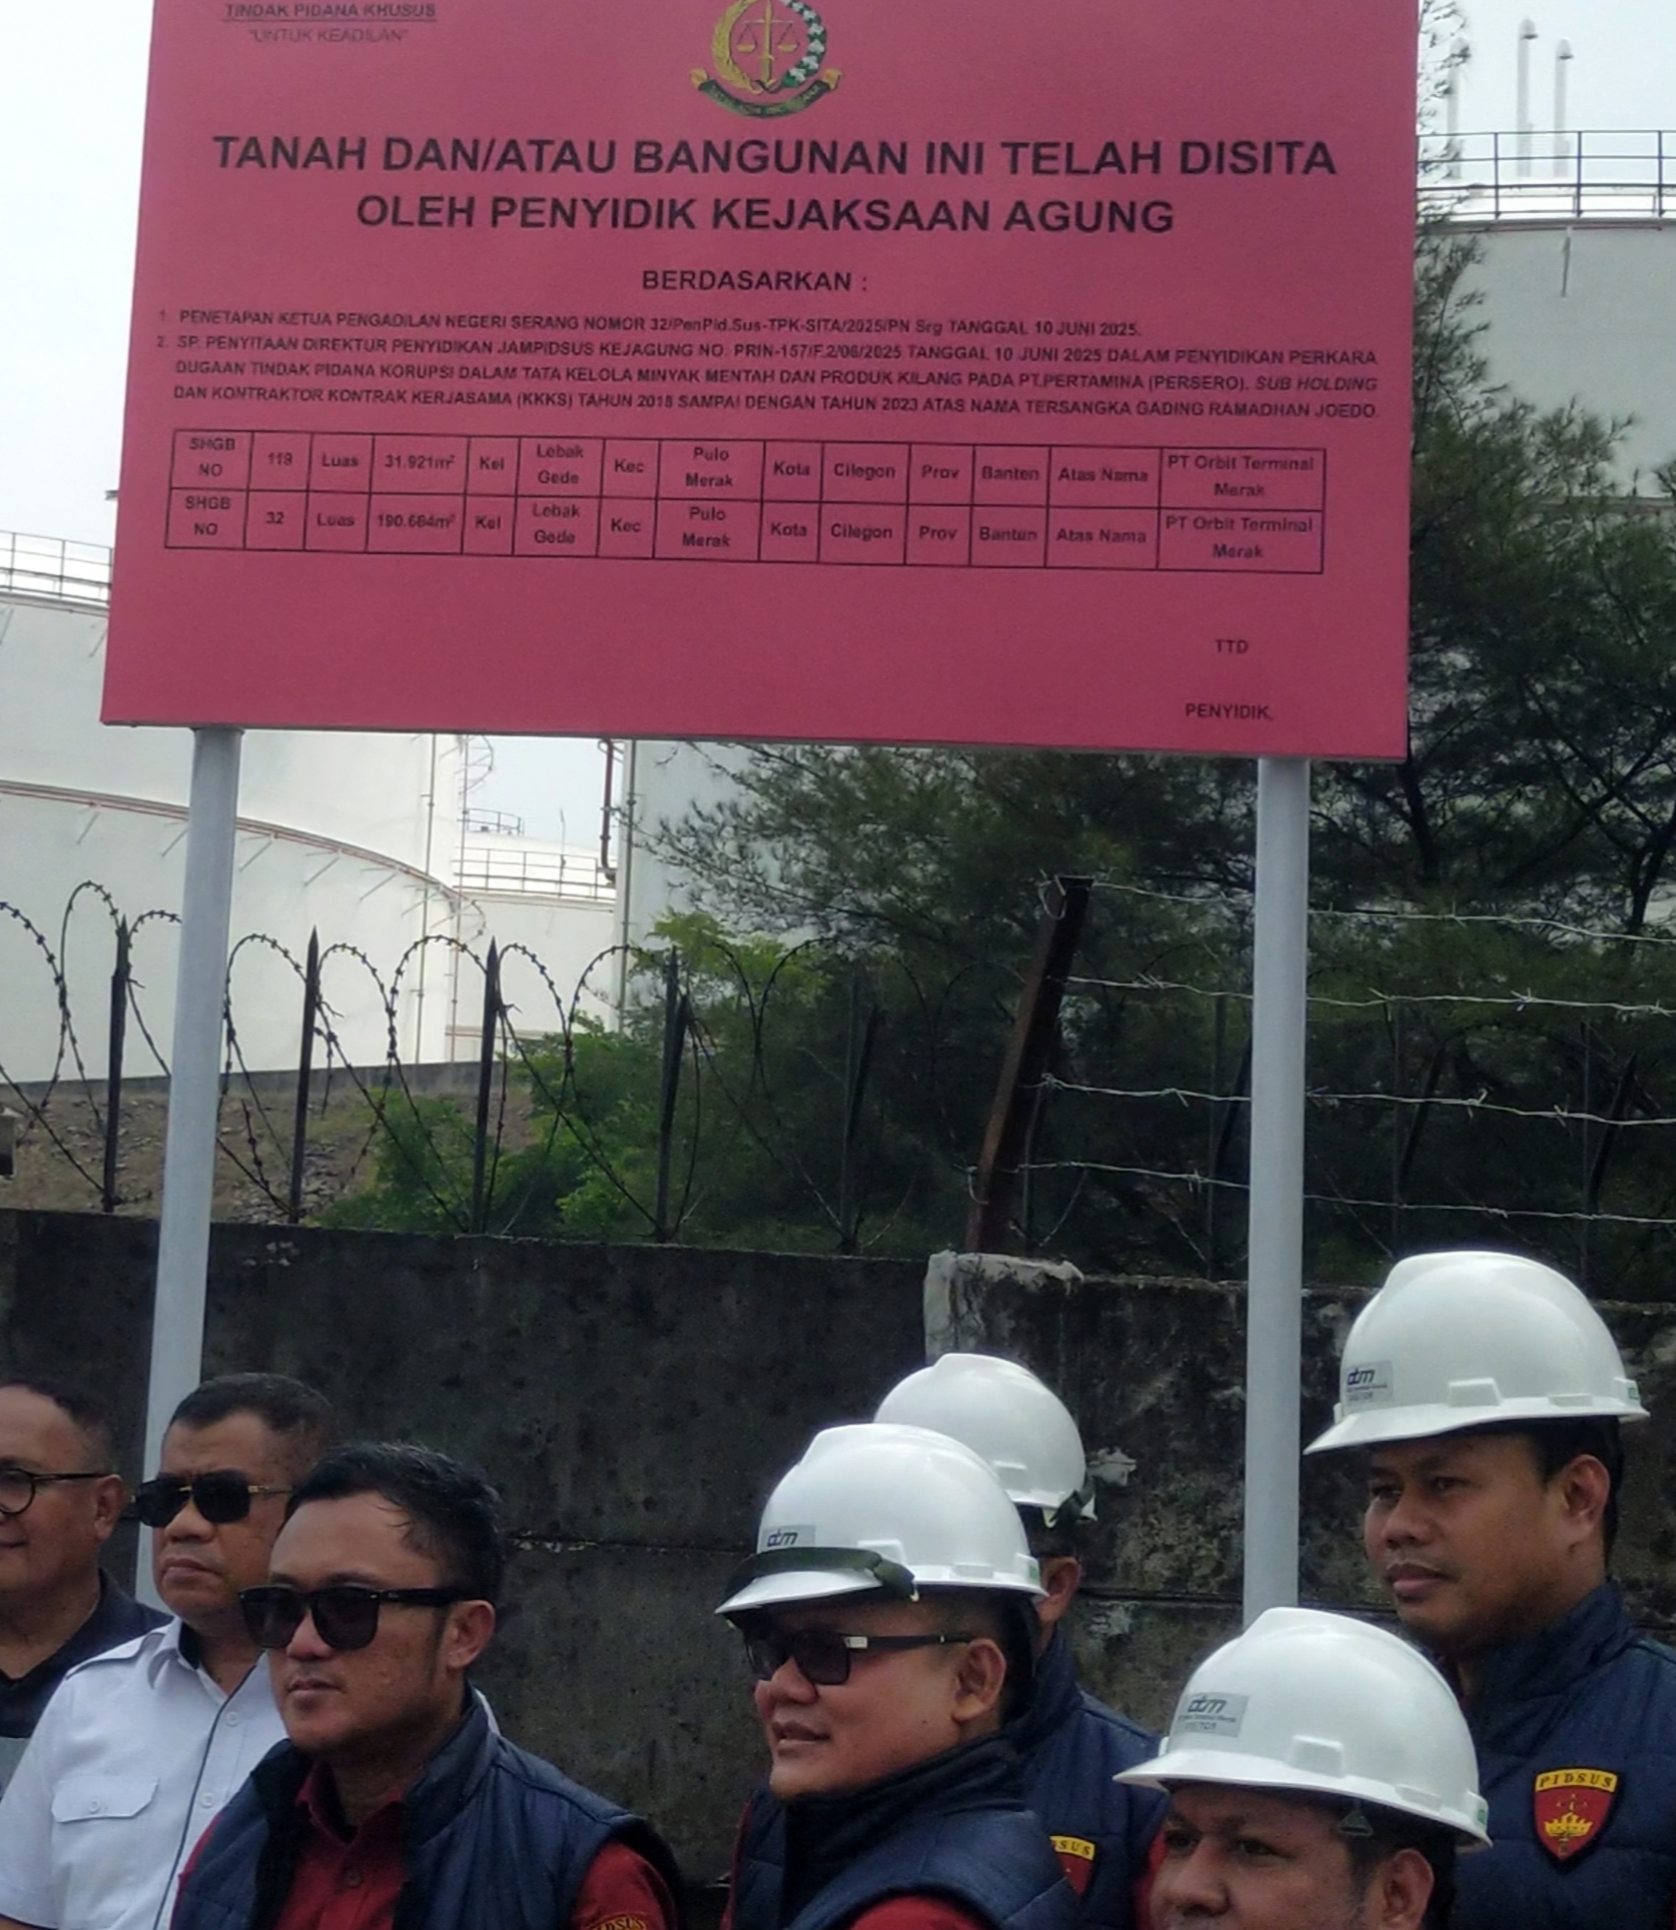 TINDAK PIDANA KHUSUS
"UNTUK KEADILAN"
TANAH DAN/ATAU BANGUNAN INI TELAH DISITA
OLEH PENYIDIK KEJAKSAAN AGUNG
BERDASARKAN :
1. PENETAPAN KETUA PENGADILAN NEGERI SERANG NOMOR 32/PenPid.Sus-TPK-SITA/2025/PN Srg TANGGAL 10 JUNI 2025.
2. SP. PENYITAAN DIREKTUR PENYIDIKAN JAMPIDSUS KEJAGUNG NO. PRIN-157/F.2/06/2025 TANGGAL 10 JUNI 2025 DALAM PENYIDIKAN PERKARA
DUGAAN TINDAK PIDANA KORUPSI DALAM TATA KELOLA MINYAK MENTAH DAN PRODUK KILANG PADA PT.PERTAMINA (PERSERO), SUB HOLDING
DAN KONTRAKTOR KONTRAK KERJASAMA (KKKS) TAHUN 2018 SAMPAI DENGAN TAHUN 2023 ATAS NAMA TERSANGKA GADING RAMADHAN JOEDO.
SHGB NO 119 Luas 31.921m² Kel Lebak Gede Kec Pulo Merak Kota Cilegon Prov Banten Atas Nama PT Orbit Terminal Merak
SHGB NO 32 Luas 190.684m² Kel Lebak Gede Kec Pulo Merak Kota Cilegon Prov Banten Atas Nama PT Orbit Terminal Merak
TTD
PENYIDIK,
otm
otm
otm
VISITOR
PIDSUS
PIDSUS